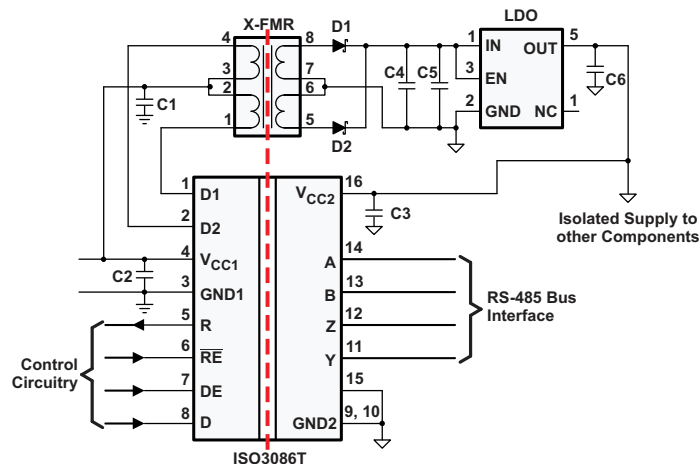 X-FMR
LDO
4
3
2
1
8
7
6
5
D1
D2
C1
C4
C5
1
3
2
IN
EN
GND
OUT
NC
5
1
C6
Isolated Supply to
other Components
1
2
4
3
5
6
7
8
D1
D2
VCC1
GND1
R
RE
DE
D
C2
Control
Circuitry
VCC2
A
B
Z
Y
GND2
16
14
13
12
11
15
9, 10
C3
RS-485 Bus
Interface
ISO3086T